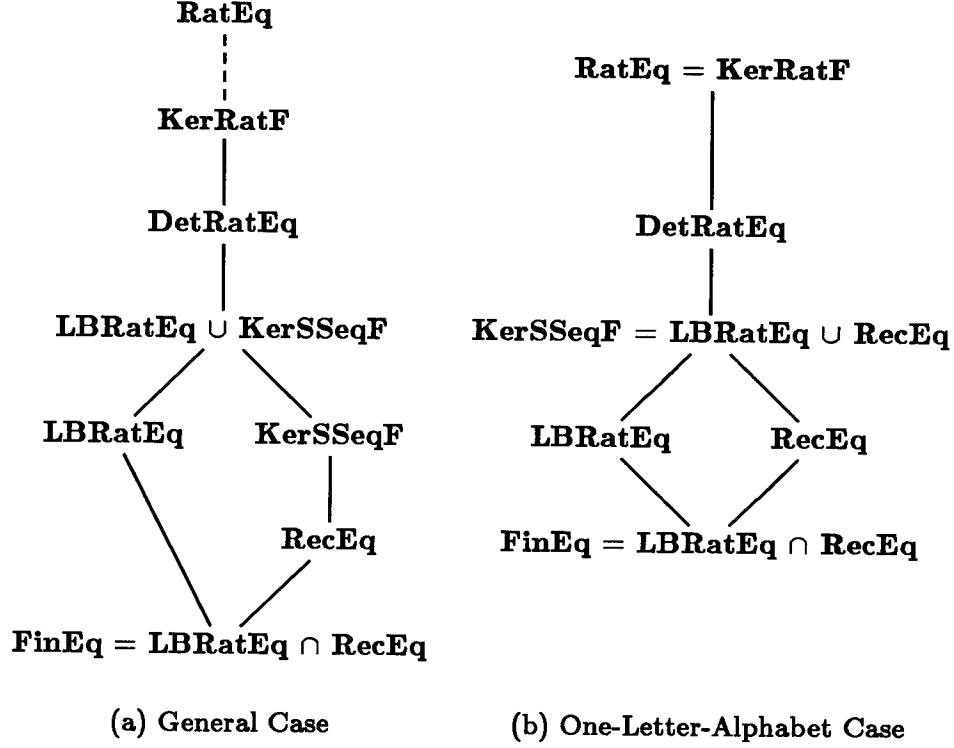 RatEq
KerRatF
DetRatEq
LBRatEq ∪ KerSSeqF
LBRatEq
KerSSeqF
RecEq
FinEq = LBRatEq ∩ RecEq
(a) General Case
RatEq = KerRatF
DetRatEq
KerSSeqF = LBRatEq ∪ RecEq
LBRatEq
RecEq
FinEq = LBRatEq ∩ RecEq
(b) One-Letter-Alphabet Case